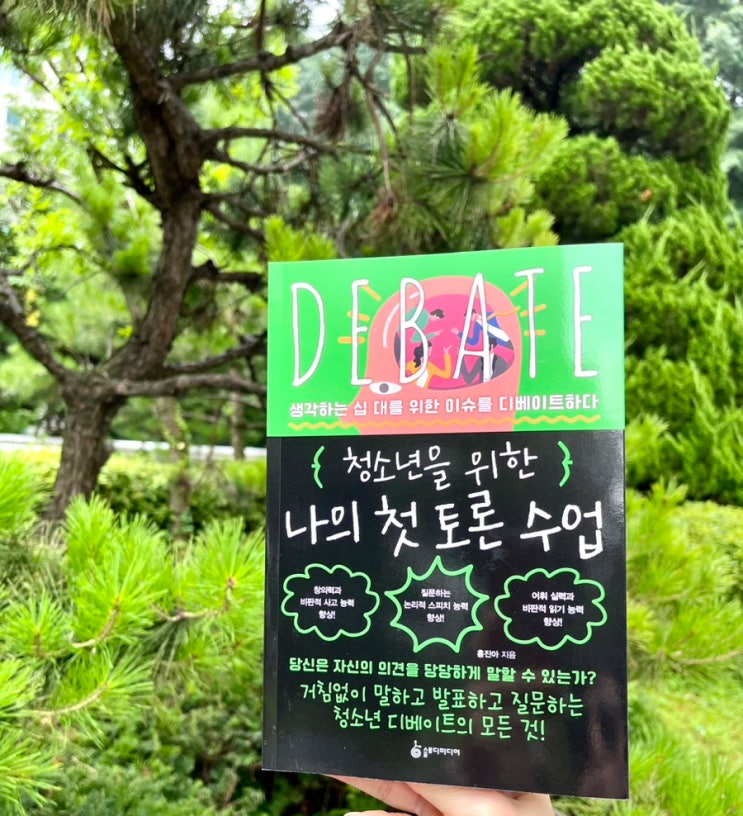 DEBATE
생각하는 십 대를 위한 이슈를 디베이트하다
{ 청소년을 위한 }
나의 첫 토론 수업
창의력과
비판적 사고 능력
향상!
질문하는
논리적 스피치 능력
향상!
어휘 실력과
비판적 읽기 능력
향상!
홍진아 지음
당신은 자신의 의견을 당당하게 말할 수 있는가?
거침없이 말하고 발표하고 질문하는
청소년 디베이트의 모든 것!
슬로디미디어